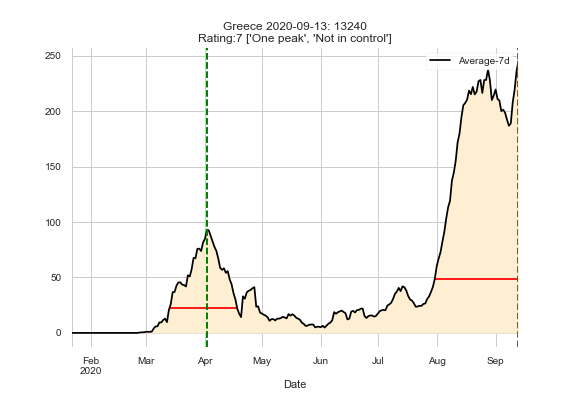 Greece 2020-09-13: 13240
Rating:7 ['One peak', 'Not in control']
Average-7d
250
200
150
100
50
0
Feb
2020
Mar
Apr
May
Jun
Jul
Aug
Sep
Date